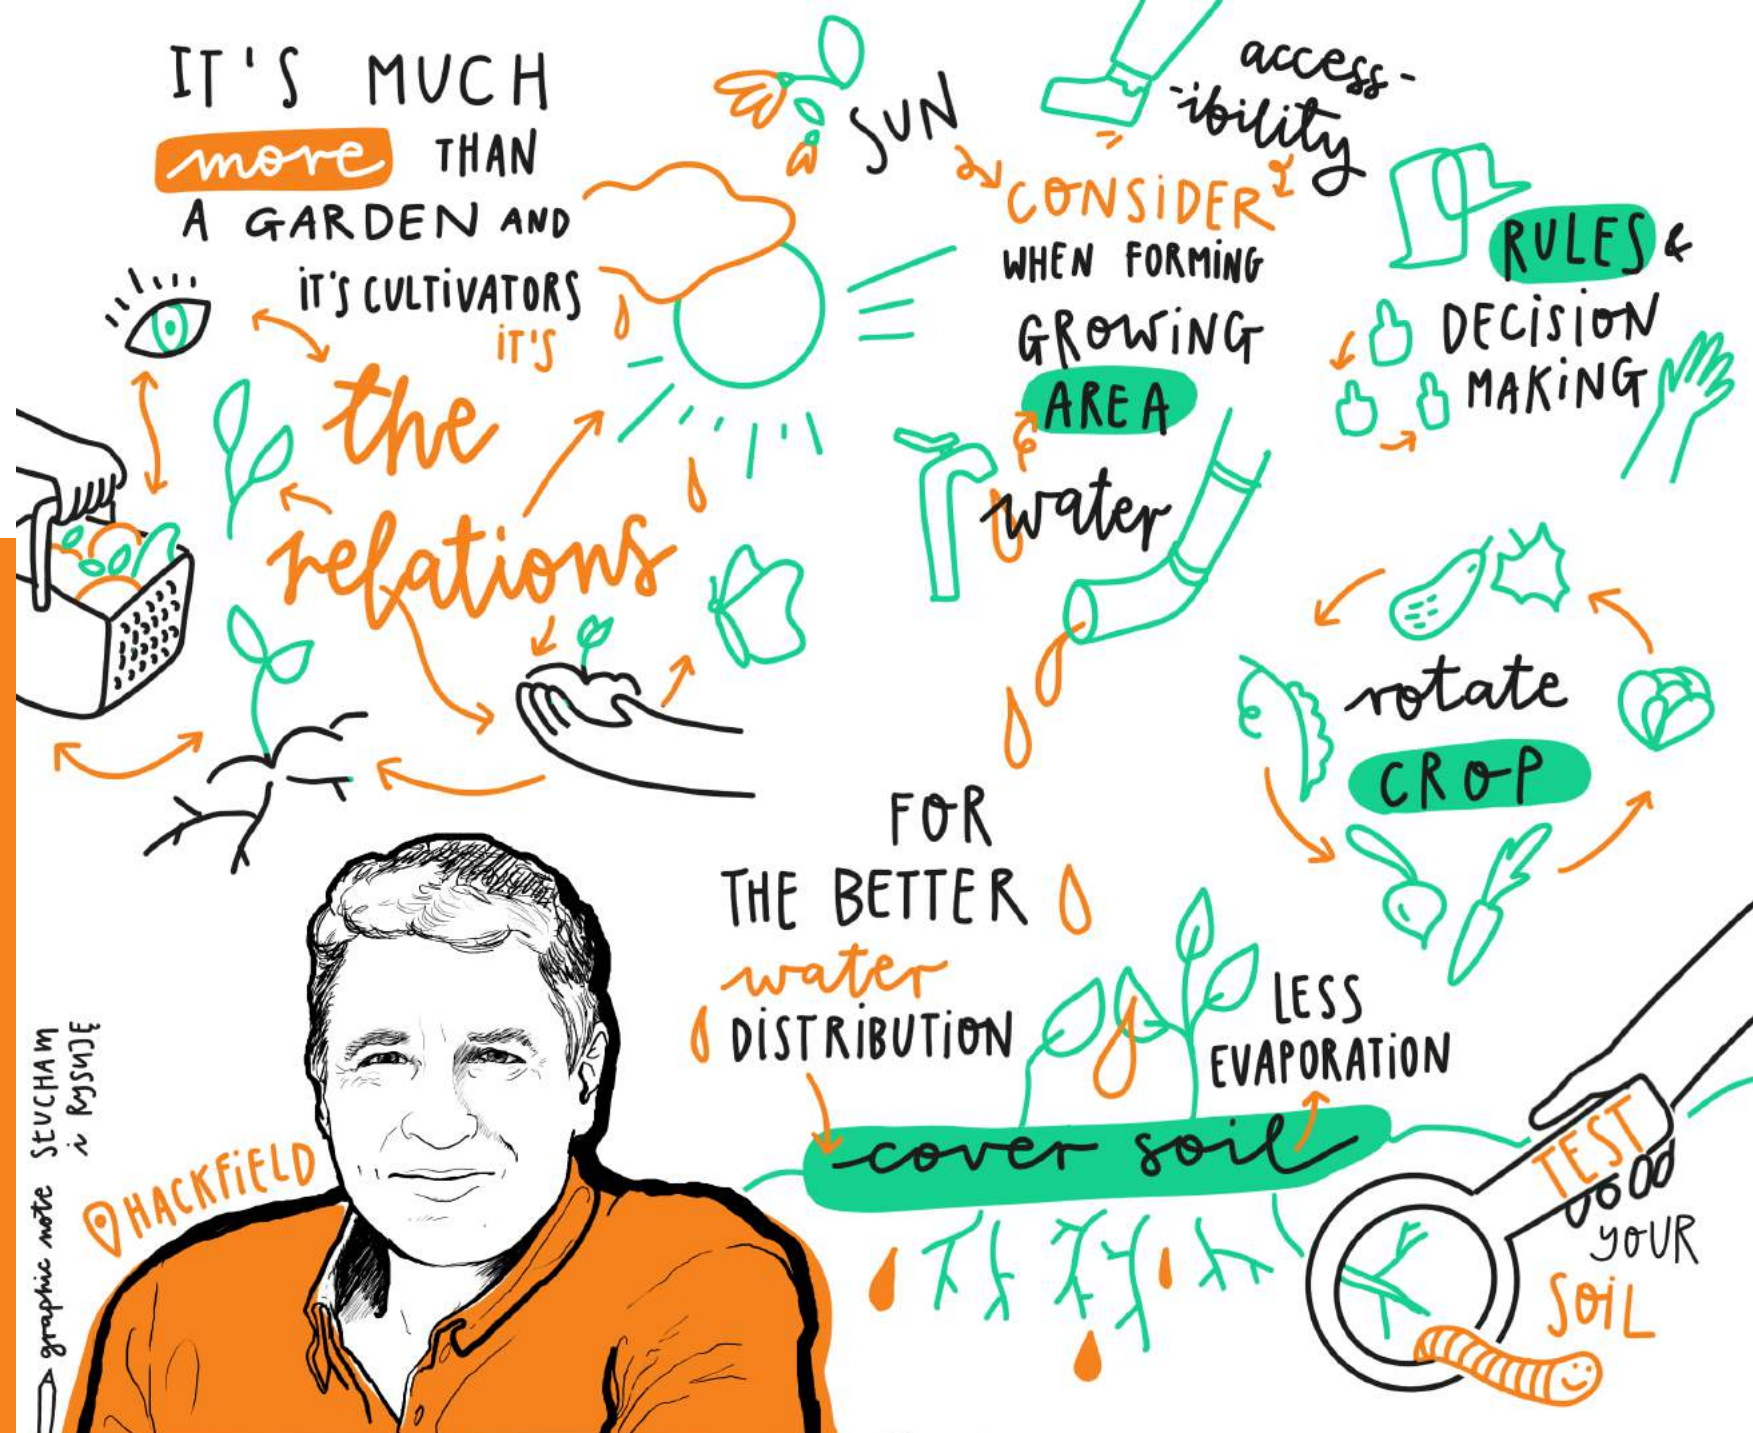 IT'S MUCH
more THAN
A GARDEN AND
iT'S CULTiVATORS
iT'S
the
relations
SUN
access-
-ibility
CONSiDER
WHEN FORMiNG
GROWiNG
AREA
water
RULES &
DECiSiON
MAKiNG
rotate
CROP
FOR
THE BETTER
water
DiSTRiBUTiON
LESS
EVAPORATiON
cover soil
TEST
YOUR
SOiL
HACKFiELD
graphic note StUCHAM
i RySUJĘ